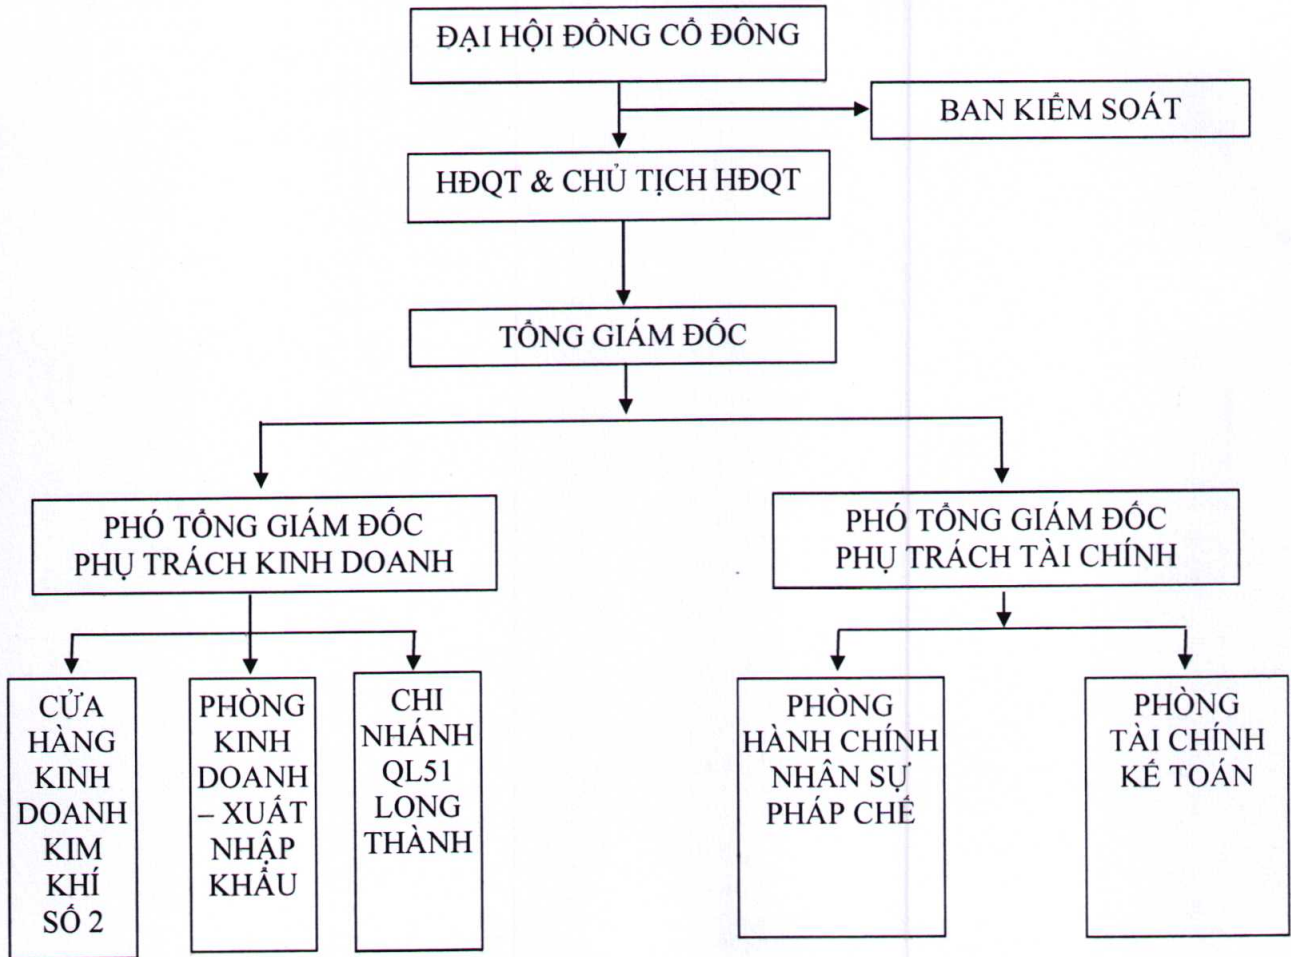 ĐẠI HỘI ĐỒNG CỔ ĐÔNG
BAN KIỂM SOÁT
HĐQT & CHỦ TỊCH HĐQT
TỔNG GIÁM ĐỐC
PHÓ TỔNG GIÁM ĐỐC
PHỤ TRÁCH KINH DOANH
PHÓ TỔNG GIÁM ĐỐC
PHỤ TRÁCH TÀI CHÍNH
CỬA
HÀNG
KINH
DOANH
KIM
KHÍ
SỐ 2
PHÒNG
KINH
DOANH
– XUẤT
NHẬP
KHẨU
CHI
NHÁNH
QL51
LONG
THÀNH
PHÒNG
HÀNH CHÍNH
NHÂN SỰ
PHÁP CHẾ
PHÒNG
TÀI CHÍNH
KẾ TOÁN